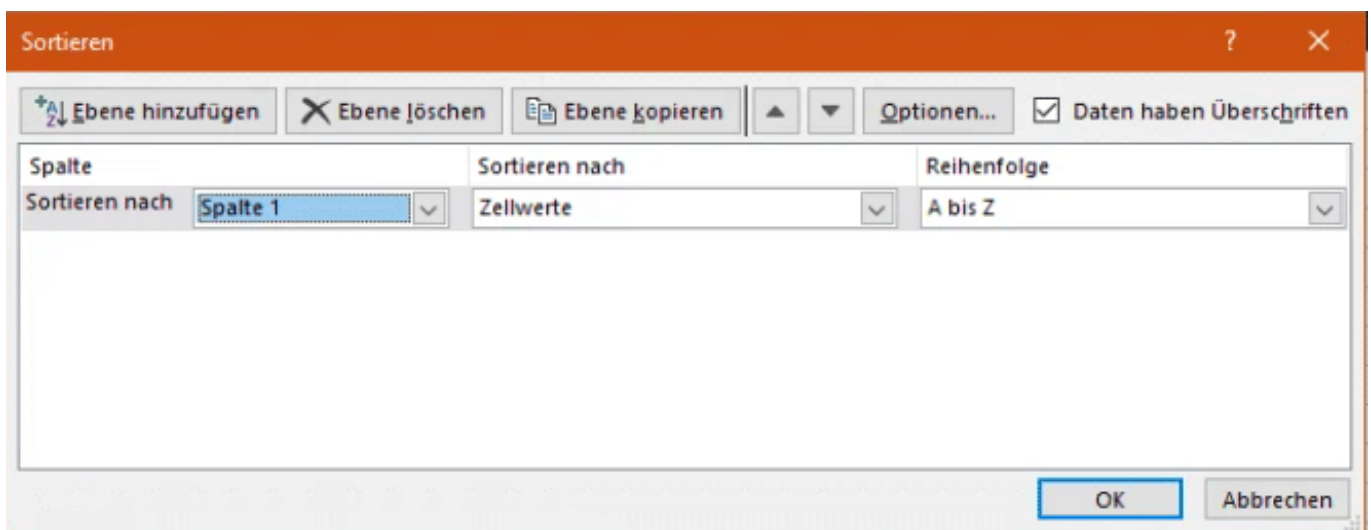 Sortieren ?
Ebene hinzufügen Ebene löschen Ebene kopieren Optionen... Daten haben Überschriften
Spalte Sortieren nach Reihenfolge
Sortieren nach Spalte 1 Zellwerte A bis Z
OK Abbrechen